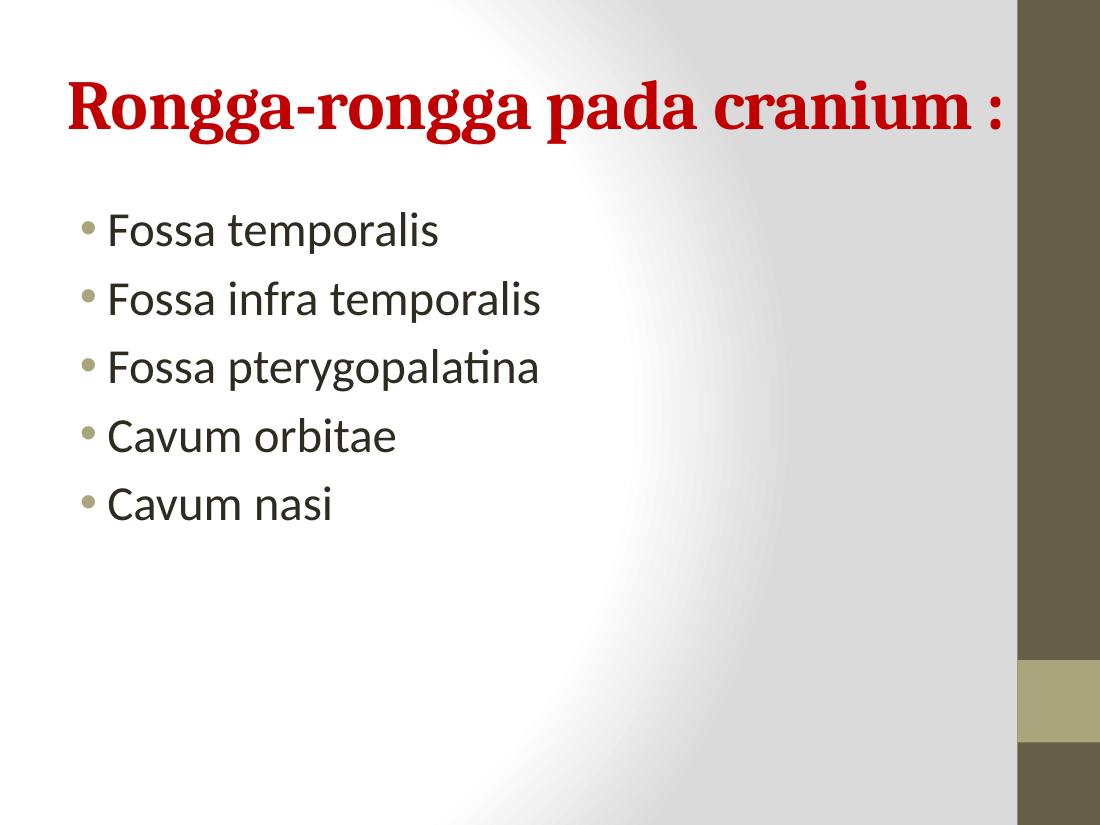 Rongga-rongga pada cranium :
• Fossa temporalis
• Fossa infra temporalis
• Fossa pterygopalatina
• Cavum orbitae
• Cavum nasi